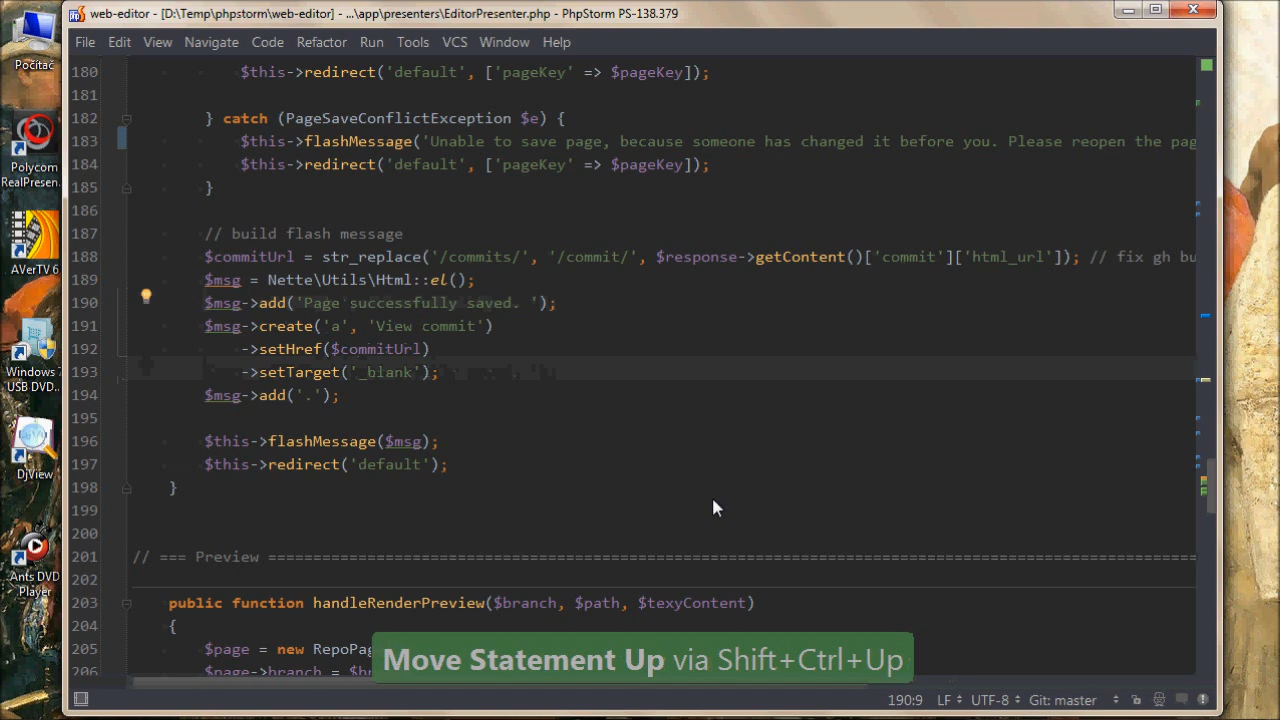 web-editor - [D:\Temp\phpstorm\web-editor] - ...\app\presenters\EditorPresenter.php - PhpStorm PS-138.379
File Edit View Navigate Code Refactor Run Tools VCS Window Help
180 $this->redirect('default', ['pageKey' => $pageKey]);
181
182 } catch (PageSaveConflictException $e) {
183 $this->flashMessage('Unable to save page, because someone has changed it before you. Please reopen the pag
184 $this->redirect('default', ['pageKey' => $pageKey]);
185 }
186
187 // build flash message
188 $commitUrl = str_replace('/commits/', '/commit/', $response->getContent()['commit']['html_url']); // fix gh bu
189 $msg = Nette\Utils\Html::el();
190 $msg->add('Page successfully saved. ');
191 $msg->create('a', 'View commit')
192 ->setHref($commitUrl)
193 ->setTarget('_blank');
194 $msg->add('.');
195
196 $this->flashMessage($msg);
197 $this->redirect('default');
198 }
199
200
201 // === Preview =======================================================================================================
202
203 public function handleRenderPreview($branch, $path, $texyContent)
204 {
205 $page = new RepoPag
206 $page->branch = $br
Move Statement Up via Shift+Ctrl+Up
190:9 LF UTF-8 Git: master
Počítač
Polycom
RealPresen..
AVerTV 6
Windows 7
USB DVD...
DjView
Ants DVD
Player